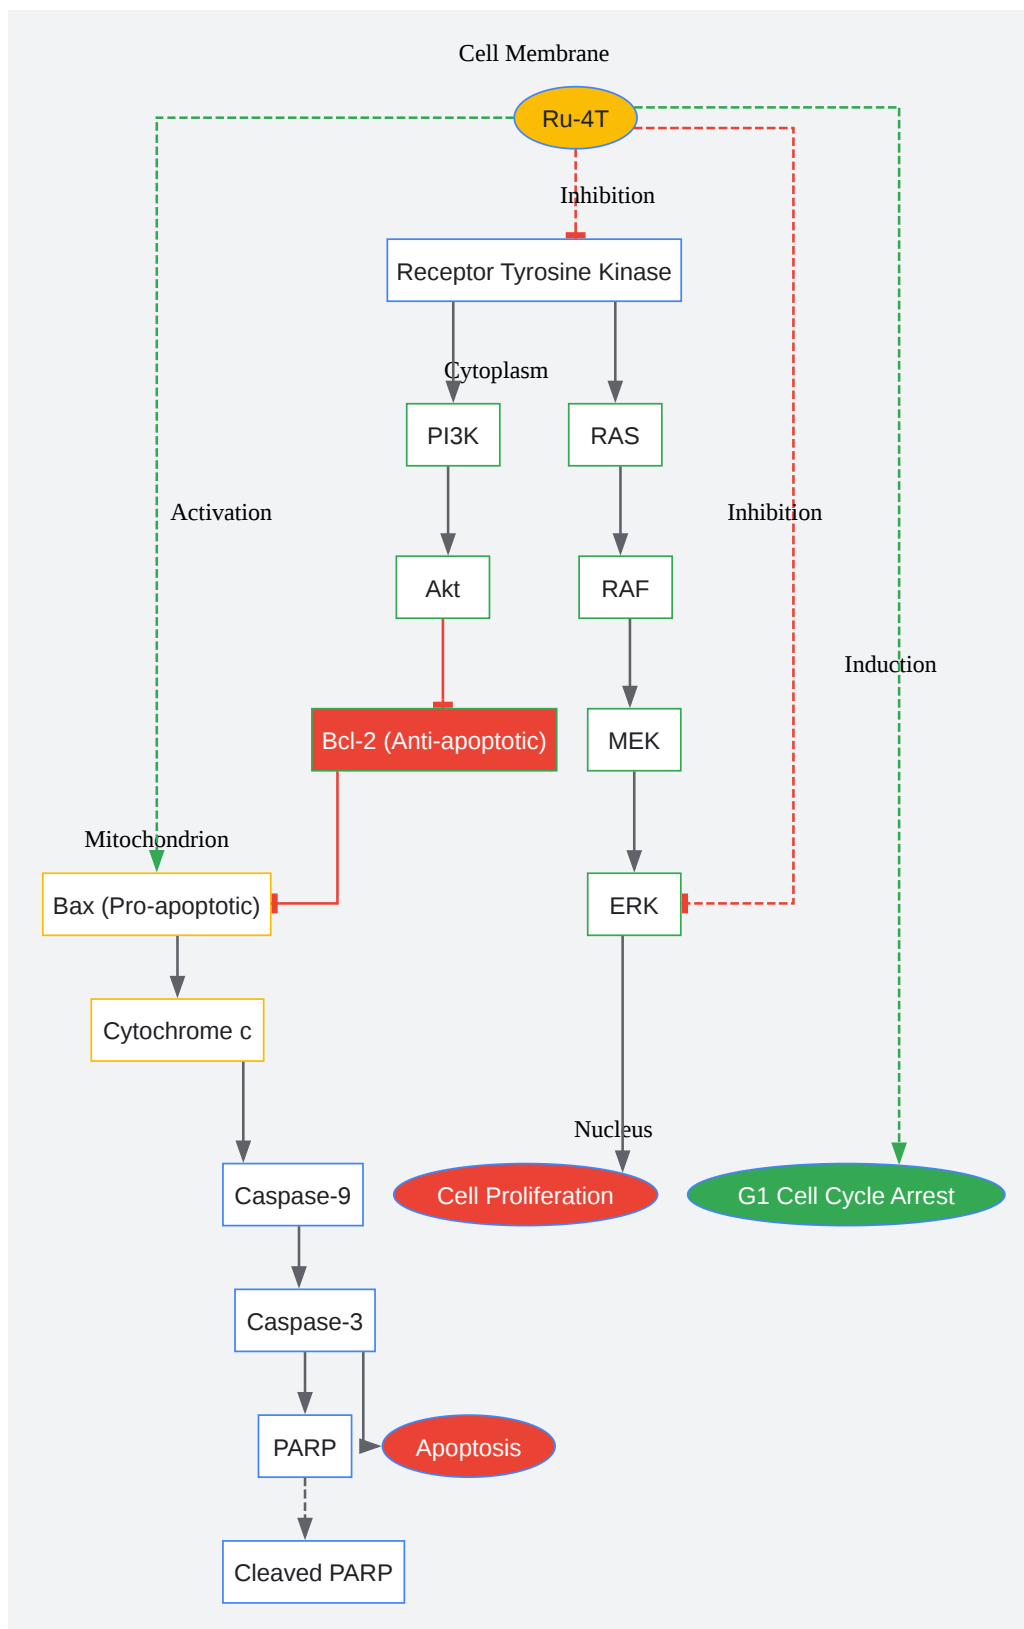 Cell Membrane
Ru-4T
Inhibition
Receptor Tyrosine Kinase
Cytoplasm
PI3K
RAS
Activation
Inhibition
Akt
RAF
Induction
Bcl-2 (Anti-apoptotic)
MEK
Mitochondrion
Bax (Pro-apoptotic)
ERK
Cytochrome c
Nucleus
Caspase-9
Cell Proliferation
G1 Cell Cycle Arrest
Caspase-3
PARP
Apoptosis
Cleaved PARP